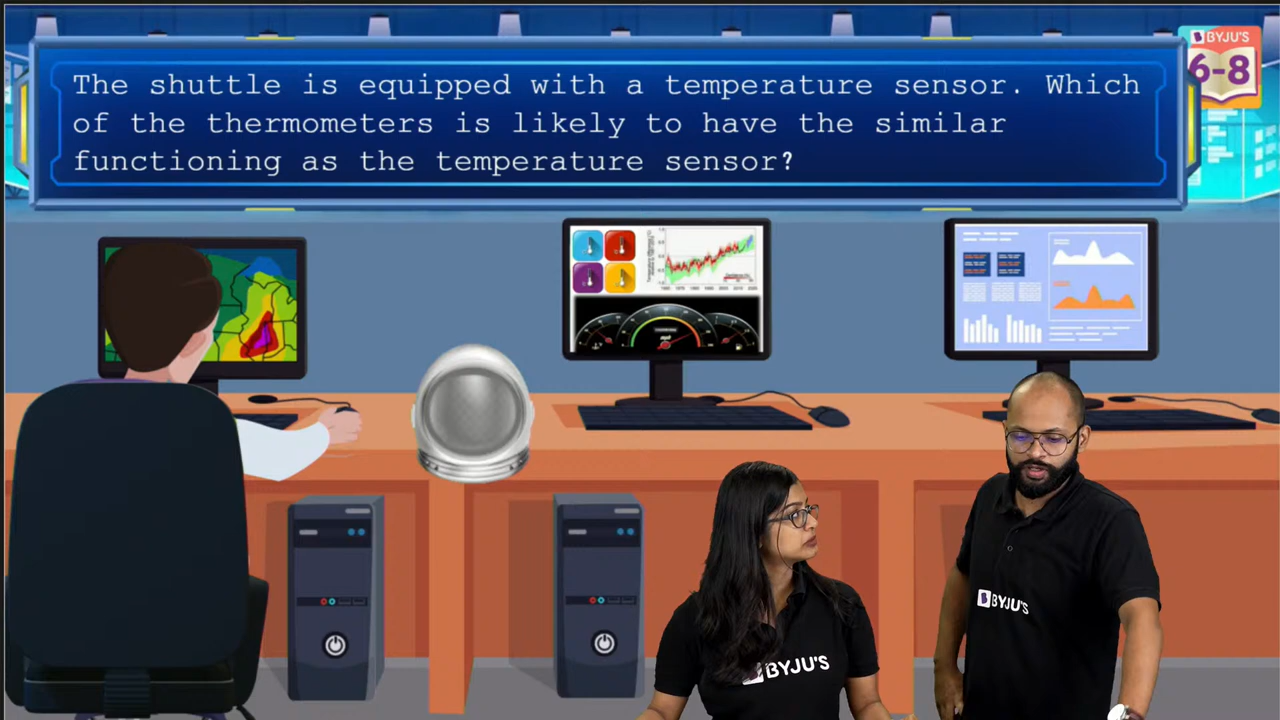 The shuttle is equipped with a temperature sensor. Which
of the thermometers is likely to have the similar
functioning as the temperature sensor?
BYJU'S
6-8
BYJU'S
BYJU'S